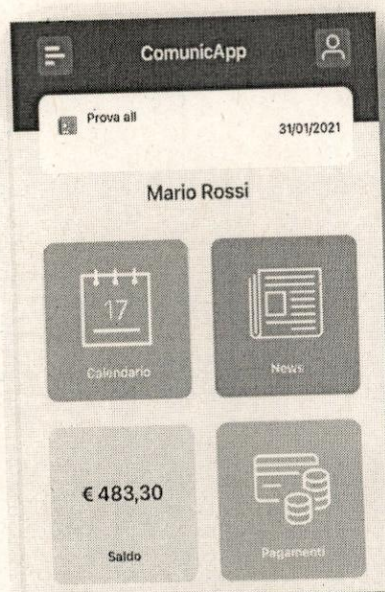 ComunicApp
Prova all
31/01/2021
Mario Rossi
17
Calendario
News
€ 483,30
Saldo
Pagamenti